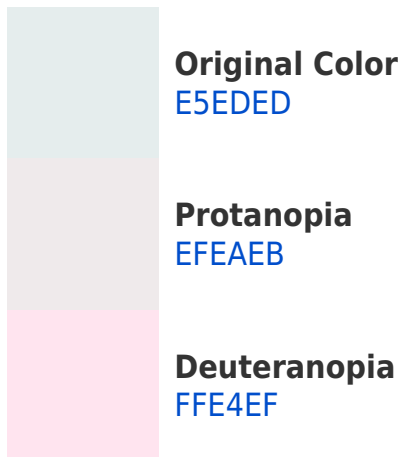 Original Color
E5EDED
Protanopia
EFEAEB
Deuteranopia
FFE4EF